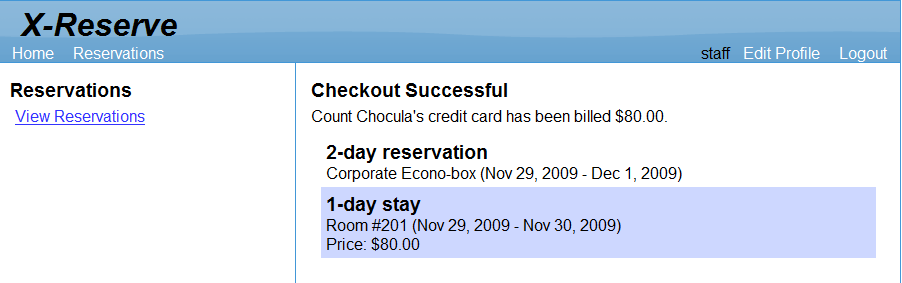 X-Reserve
Home Reservations staff Edit Profile Logout
Reservations
View Reservations
Checkout Successful
Count Chocula's credit card has been billed $80.00.
2-day reservation
Corporate Econo-box (Nov 29, 2009 - Dec 1, 2009)
1-day stay
Room #201 (Nov 29, 2009 - Nov 30, 2009)
Price: $80.00